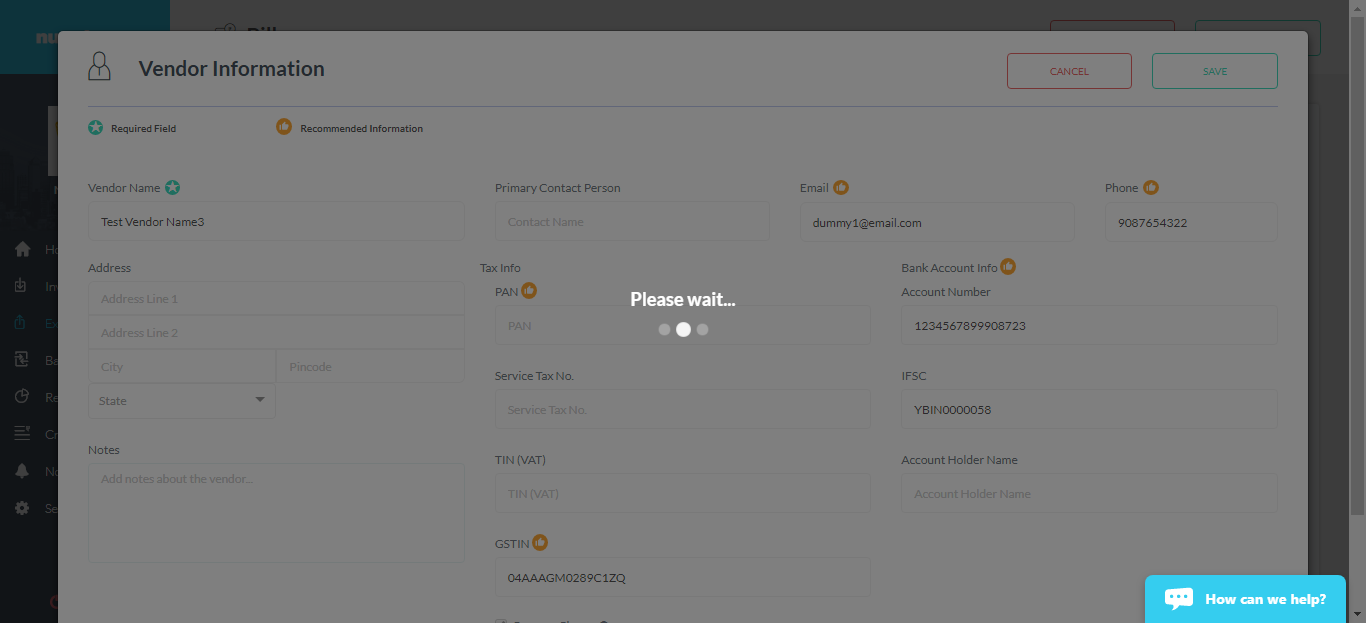 Vendor Information
CANCEL
SAVE
Required Field
Recommended Information
Vendor Name
Primary Contact Person
Email
Phone
Test Vendor Name3
Contact Name
dummy1@email.com
9087654322
Address
Tax Info
Bank Account Info
PAN
Account Number
Address Line 1
Please wait...
PAN
1234567899908723
Address Line 2
City
Pincode
Service Tax No.
IFSC
State
Service Tax No.
YBIN0000058
Notes
TIN (VAT)
Account Holder Name
Add notes about the vendor...
TIN (VAT)
Account Holder Name
GSTIN
04AAAGM0289C1ZQ
How can we help?